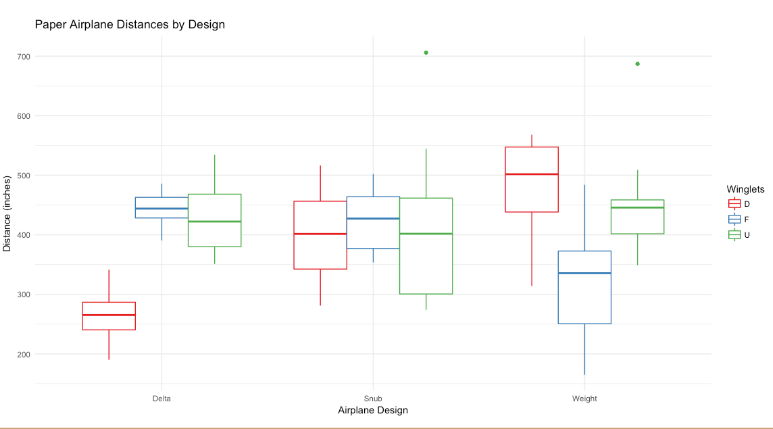 Paper Airplane Distances by Design
700
600
500
400
300
200
Distance (inches)
Delta
Snub
Weight
Airplane Design
Winglets
D
F
U